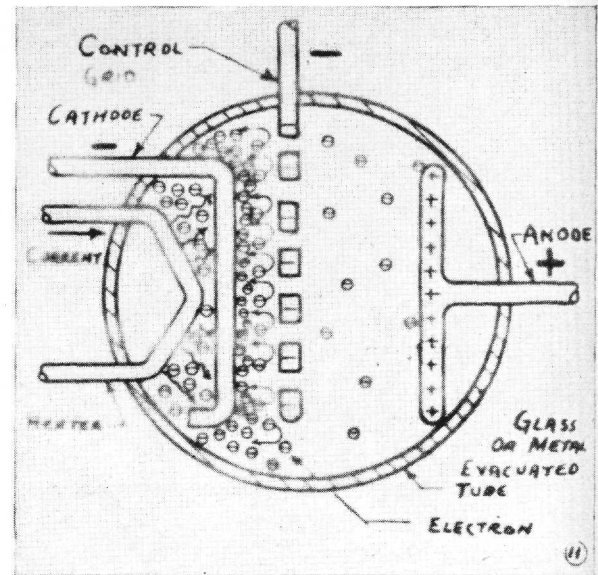 CONTROL
GRID
CATHODE
CURRENT
HEATER
ANODE
GLASS
OR METAL
EVACUATED
TUBE
ELECTRON
11